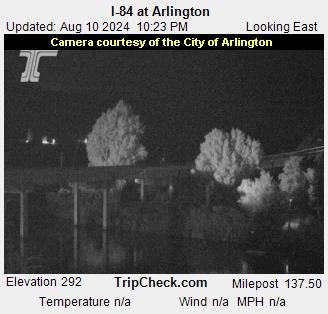 I-84 at Arlington
Updated: Aug 10 2024 10:23 PM Looking East
Camera courtesy of the City of Arlington
Elevation 292 TripCheck.com Milepost 137.50
Temperature n/a Wind n/a MPH n/a